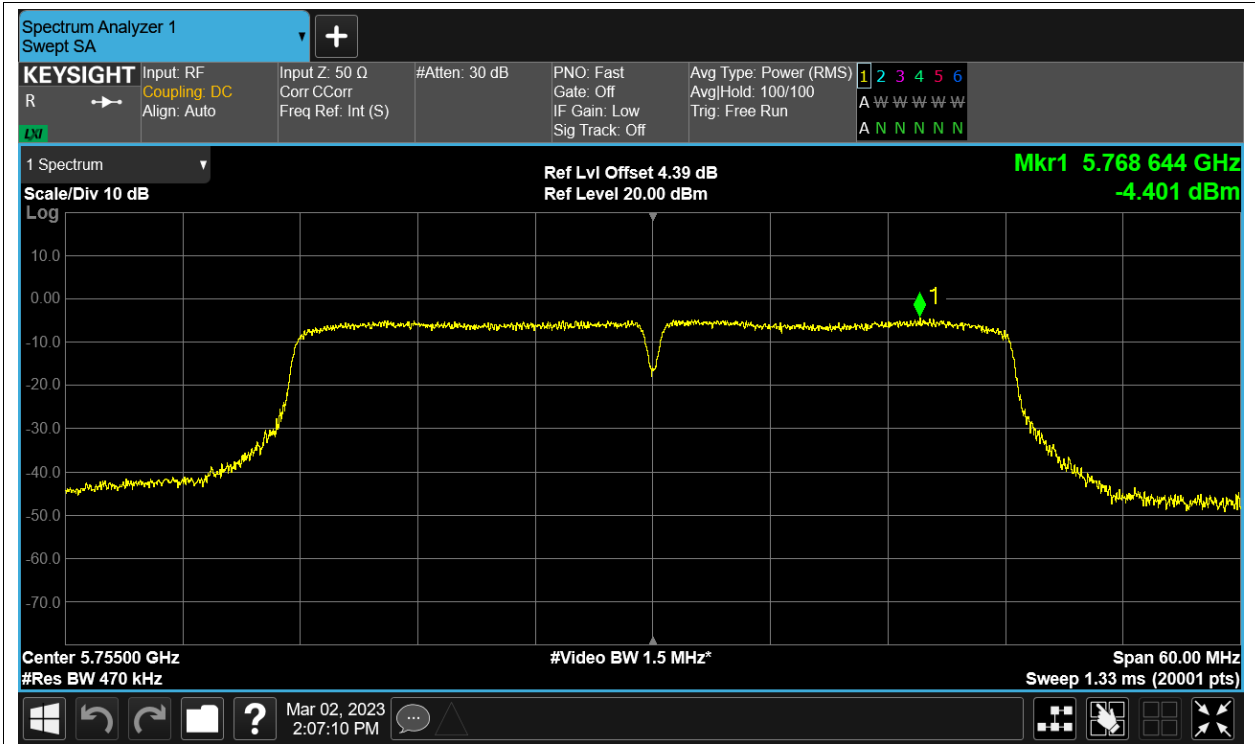 Spectrum Analyzer 1
Swept SA
KEYSIGHT
R
LXI
Input: RF
Coupling: DC
Align: Auto
Input Z: 50 Ω
Corr CCorr
Freq Ref: Int (S)
#Atten: 30 dB
PNO: Fast
Gate: Off
IF Gain: Low
Sig Track: Off
Avg Type: Power (RMS)
Avg|Hold: 100/100
Trig: Free Run
1 2 3 4 5 6
A W W W W W
A N N N N N
1 Spectrum
Scale/Div 10 dB
Ref Lvl Offset 4.39 dB
Ref Level 20.00 dBm
Mkr1 5.768 644 GHz
-4.401 dBm
Log
10.0
0.00
-10.0
-20.0
-30.0
-40.0
-50.0
-60.0
-70.0
1
Center 5.75500 GHz
#Res BW 470 kHz
#Video BW 1.5 MHz*
Span 60.00 MHz
Sweep 1.33 ms (20001 pts)
?
Mar 02, 2023
2:07:10 PM